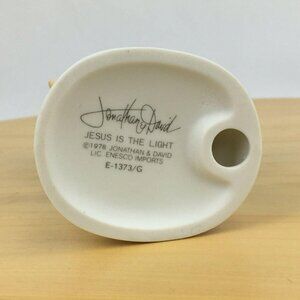 Jonathan & David
JESUS IS THE LIGHT
©1978 JONATHAN & DAVID
LIC. ENESCO IMPORTS
E-1373/G